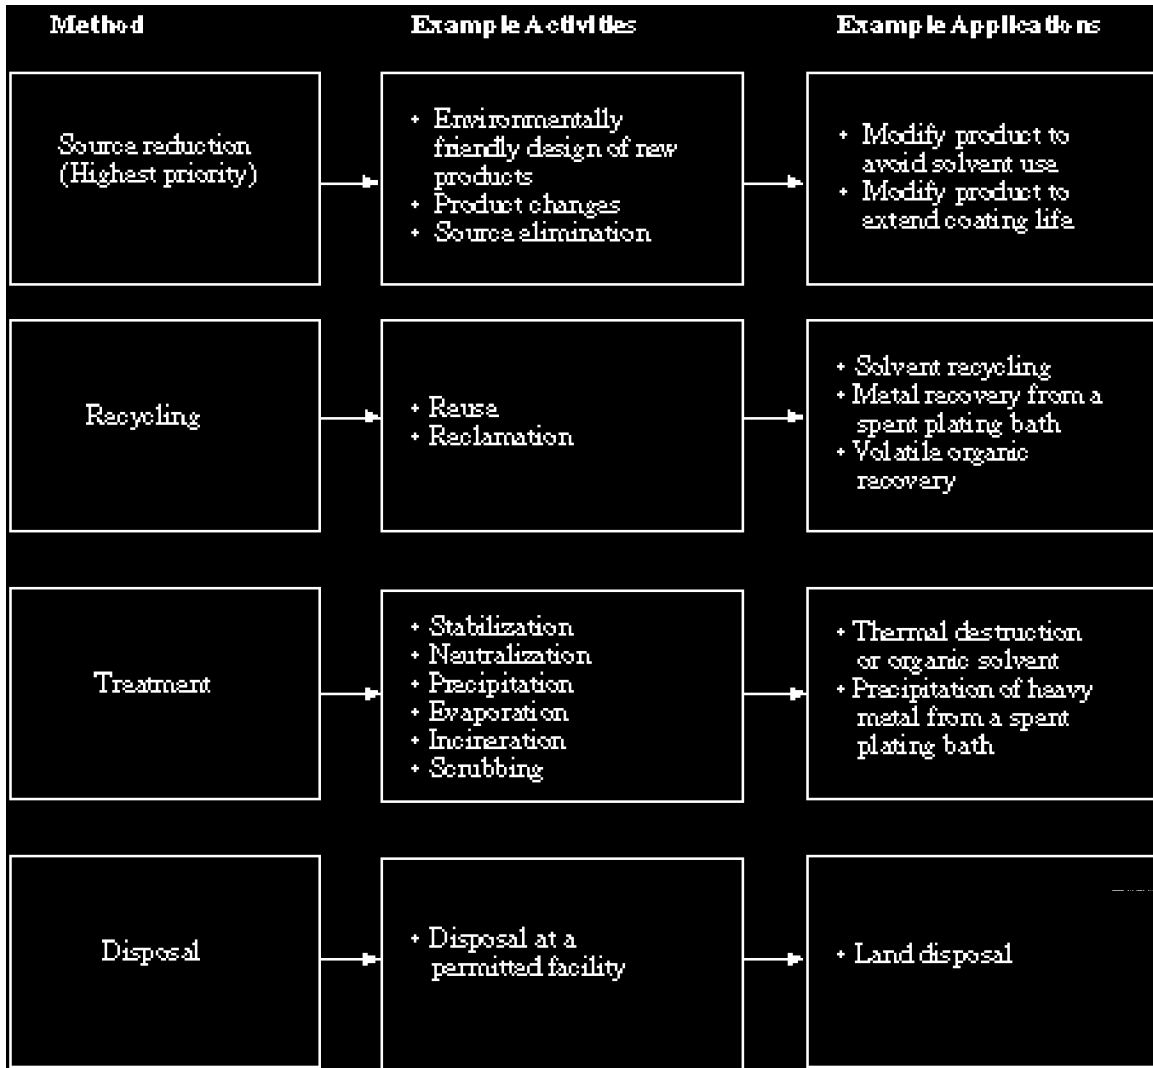 Method
Example Activities
Example Applications
Source reduction
(Highest priority)
+ Environmentally
friendly design of new
products
+ Product changes
+ Source elimination
+ Modify product to
avoid solvent use
+ Modify product to
extend coating life
Recycling
+ Reuse
+ Reclamation
+ Solvent recycling
+ Metal recovery from a
spent plating bath
+ Volatile organic
recovery
Treatment
+ Stabilization
+ Neutralization
+ Precipitation
+ Evaporation
+ Incineration
+ Scrubbing
+ Thermal destruction
or organic solvent
+ Precipitation of heavy
metal from a spent
plating bath
Disposal
+ Disposal at a
permitted facility
+ Land disposal